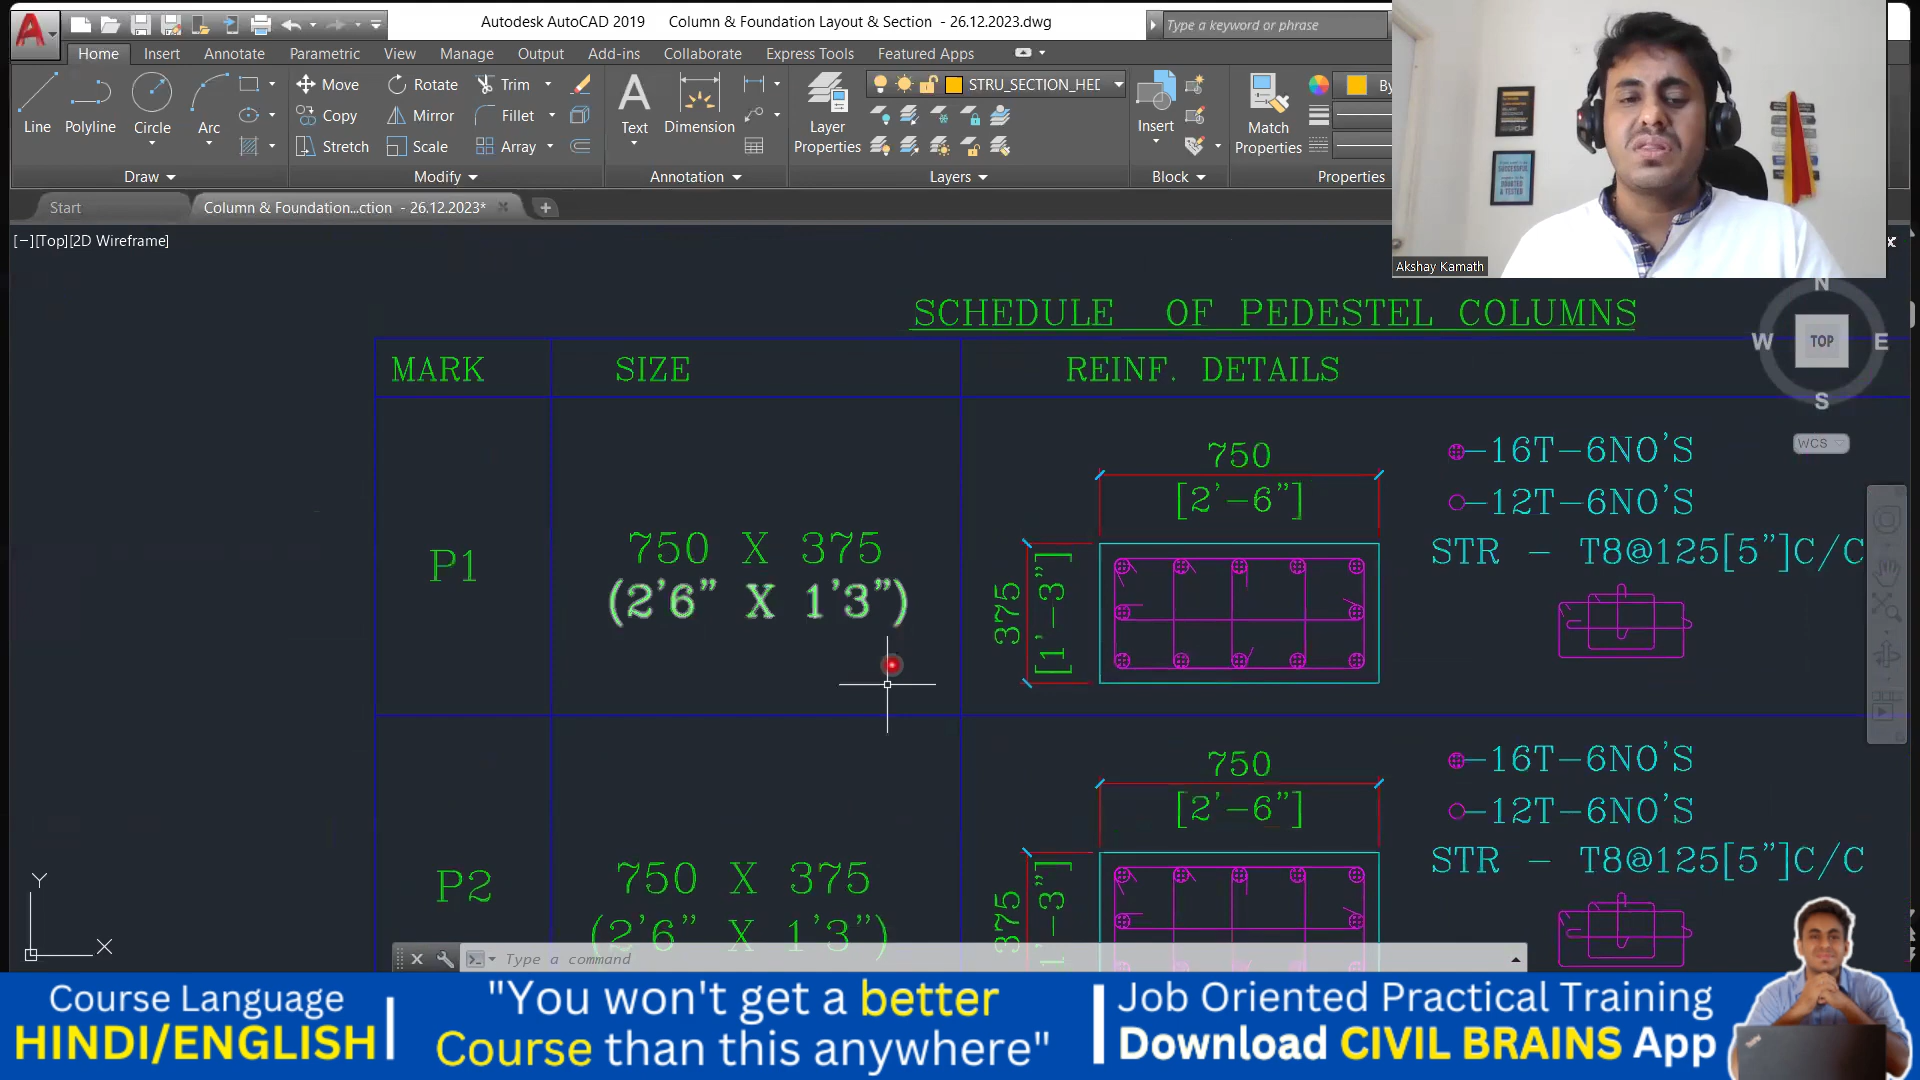 Autodesk AutoCAD 2019 Column & Foundation Layout & Section - 26.12.2023.dwg
Type a keyword or phrase
Home Insert Annotate Parametric View Manage Output Add-ins Collaborate Express Tools Featured Apps
Line Polyline Circle Arc
Move Rotate Trim
Copy Mirror Fillet
Stretch Scale Array
Text Dimension
Layer Properties
STRU_SECTION_HED
Insert
Match Properties
By
Draw Modify Annotation Layers Block Properties
Start
Column & Foundation...ction - 26.12.2023*
[−][Top][2D Wireframe]
Akshay Kamath
N
W TOP E
S
WCS
SCHEDULE OF PEDESTEL COLUMNS
MARK SIZE REINF. DETAILS
P1
750 X 375
(2'6" X 1'3")
750
[2'-6"]
375
[1'-3"]
16T-6NO'S
12T-6NO'S
STR - T8@125[5"]C/C
P2
750 X 375
(2'6" X 1'3")
750
[2'-6"]
375
1'-3"]
16T-6NO'S
12T-6NO'S
STR - T8@125[5"]C/C
Y
X
Type a command
Course Language
HINDI/ENGLISH
"You won't get a better
Course than this anywhere"
Job Oriented Practical Training
Download CIVIL BRAINS App